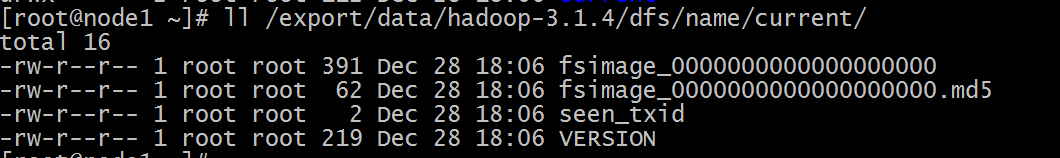 [root@node1 ~]# ll /export/data/hadoop-3.1.4/dfs/name/current/
total 16
-rw-r--r-- 1 root root 391 Dec 28 18:06 fsimage_0000000000000000000
-rw-r--r-- 1 root root  62 Dec 28 18:06 fsimage_0000000000000000000.md5
-rw-r--r-- 1 root root   2 Dec 28 18:06 seen_txid
-rw-r--r-- 1 root root 219 Dec 28 18:06 VERSION
[root@node1 ~]#